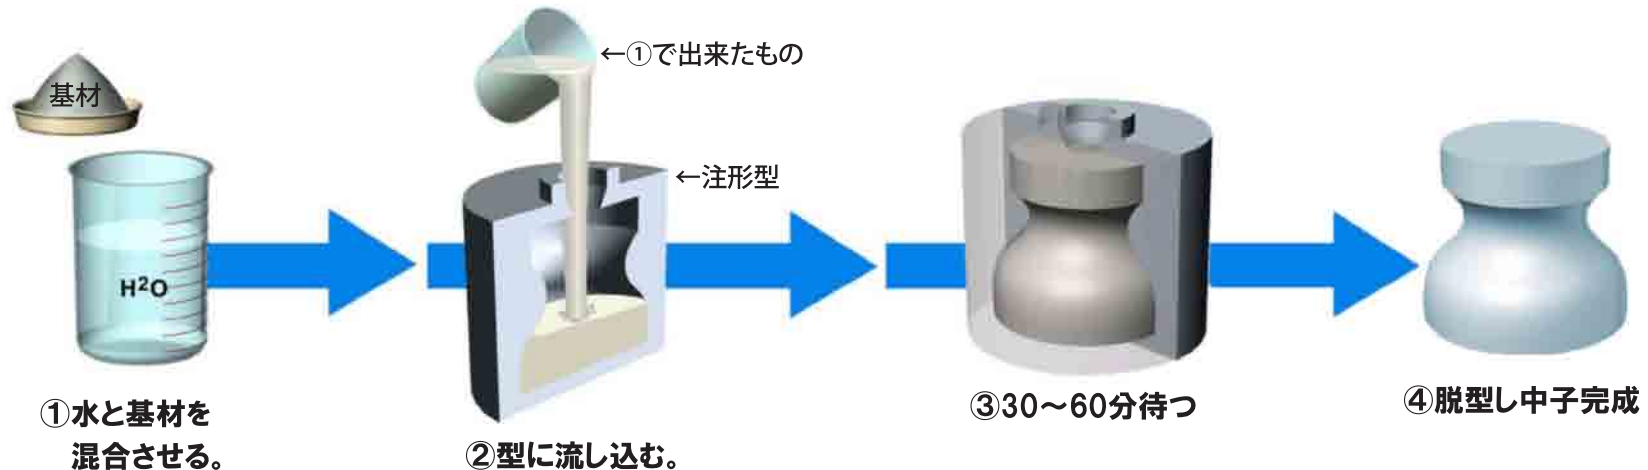 基材
H²O
①水と基材を
混合させる。
←①で出来たもの
←注形型
②型に流し込む。
③30～60分待つ
④脱型し中子完成